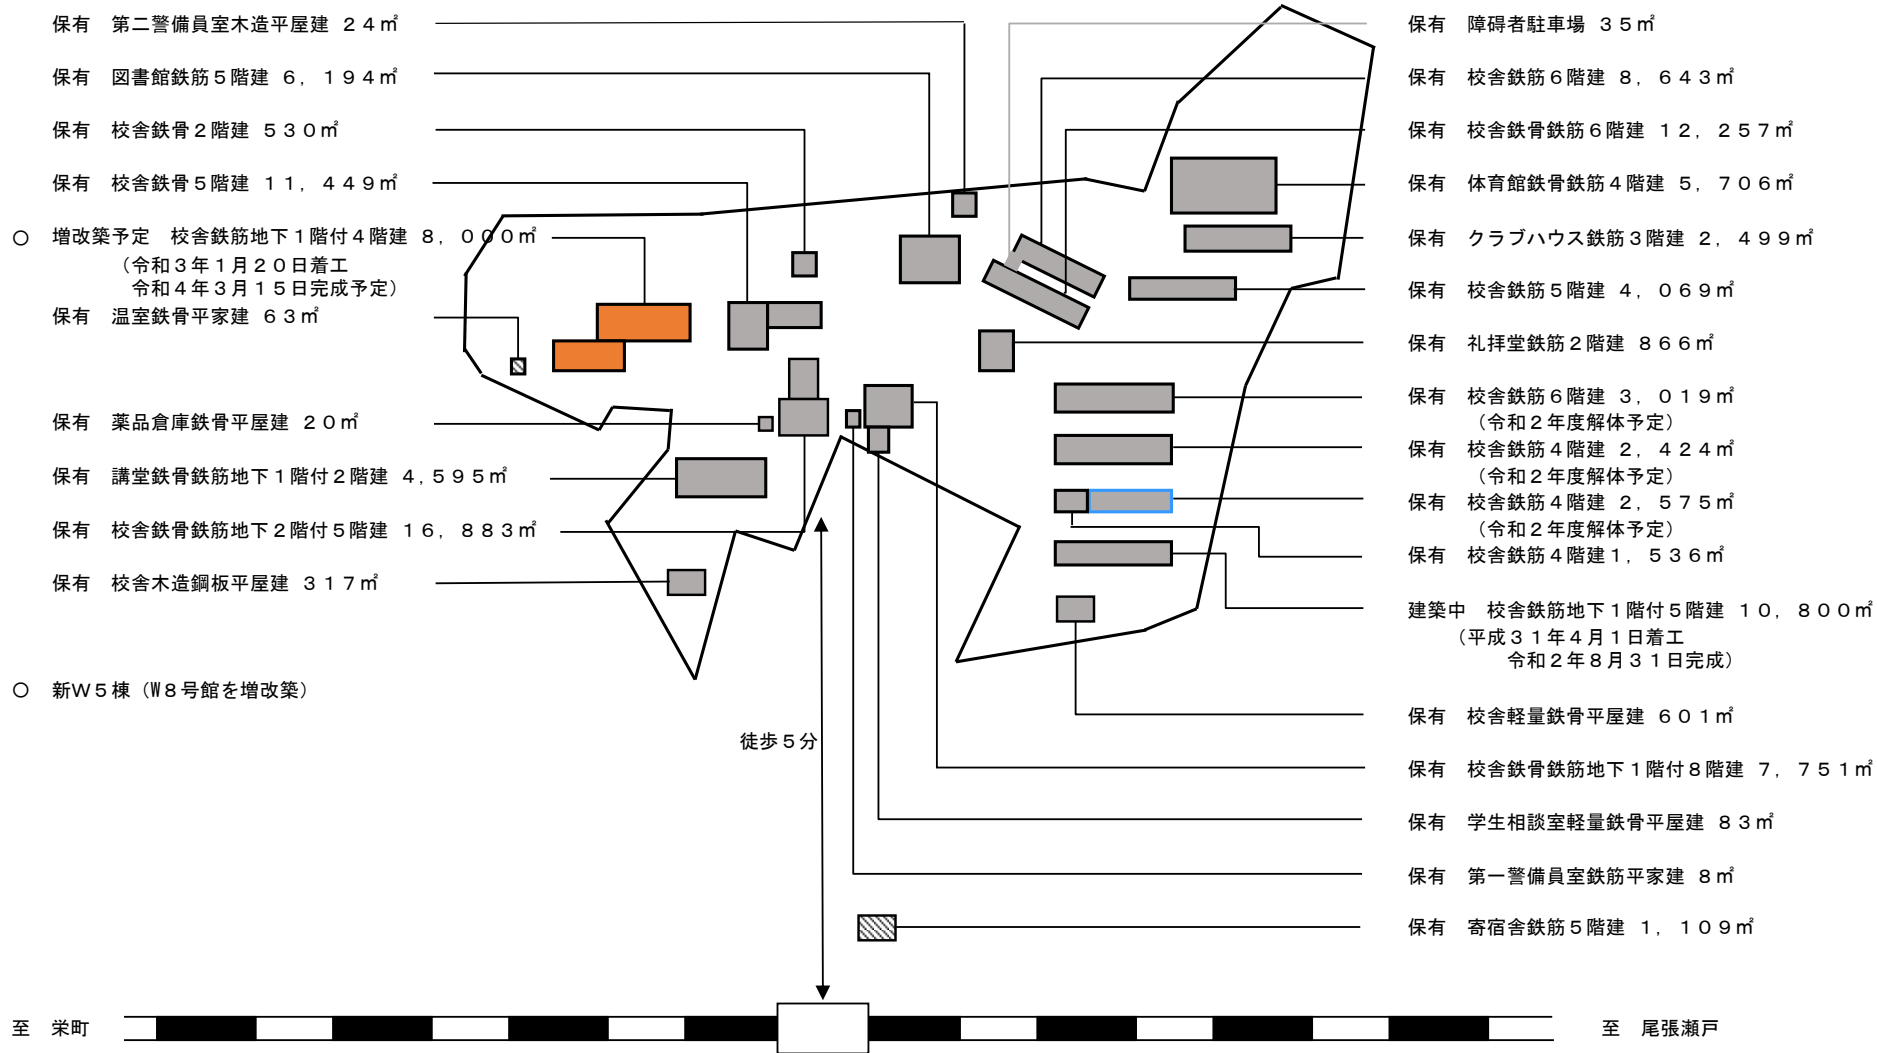 保有　第二警備員室木造平屋建　２４㎡
保有　図書館鉄筋５階建　６，１９４㎡
保有　校舎鉄骨２階建　５３０㎡
保有　校舎鉄骨５階建　１１，４４９㎡
○　増改築予定　校舎鉄筋地下１階付４階建　８，０００㎡
（令和３年１月２０日着工
令和４年３月１５日完成予定）
保有　温室鉄骨平家建　６３㎡
保有　薬品倉庫鉄骨平屋建　２０㎡
保有　講堂鉄骨鉄筋地下１階付２階建　４,５９５㎡
保有　校舎鉄骨鉄筋地下２階付５階建　１６，８８３㎡
保有　校舎木造鋼板平屋建　３１７㎡
○　新Ｗ５棟（W８号館を増改築）
徒歩５分
保有　障碍者駐車場　３５㎡
保有　校舎鉄筋６階建　８，６４３㎡
保有　校舎鉄骨鉄筋６階建　１２，２５７㎡
保有　体育館鉄骨鉄筋４階建　５，７０６㎡
保有　クラブハウス鉄筋３階建　２，４９９㎡
保有　校舎鉄筋５階建　４，０６９㎡
保有　礼拝堂鉄筋２階建　８６６㎡
保有　校舎鉄筋６階建　３，０１９㎡
（令和２年度解体予定）
保有　校舎鉄筋４階建　２，４２４㎡
（令和２年度解体予定）
保有　校舎鉄筋４階建　２，５７５㎡
（令和２年度解体予定）
保有　校舎鉄筋４階建１，５３６㎡
建築中　校舎鉄筋地下１階付５階建　１０，８００㎡
（平成３１年４月１日着工
令和２年８月３１日完成）
保有　校舎軽量鉄骨平屋建　６０１㎡
保有　校舎鉄骨鉄筋地下１階付８階建　７，７５１㎡
保有　学生相談室軽量鉄骨平屋建　８３㎡
保有　第一警備員室鉄筋平家建　８㎡
保有　寄宿舎鉄筋５階建　１，１０９㎡
至　栄町
至　尾張瀬戸